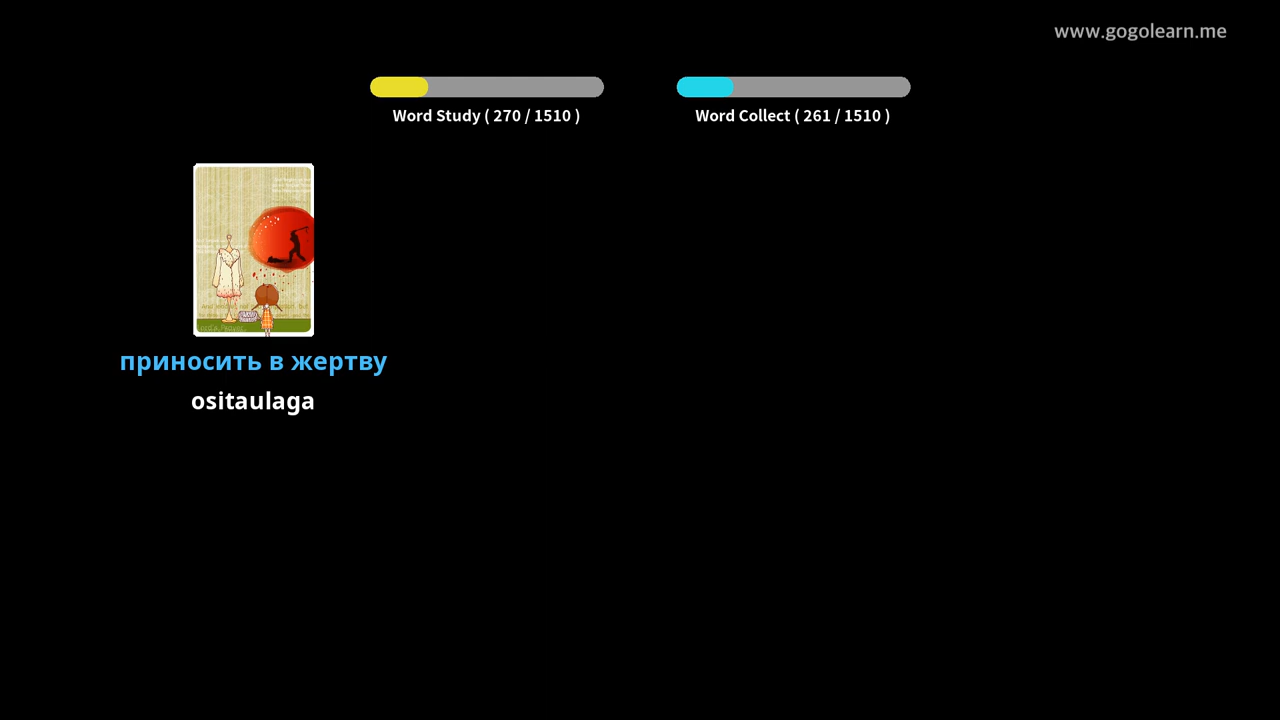 www.gogolearn.me
Word Study ( 270 / 1510 )
Word Collect ( 261 / 1510 )
приносить в жертву
ositaulaga